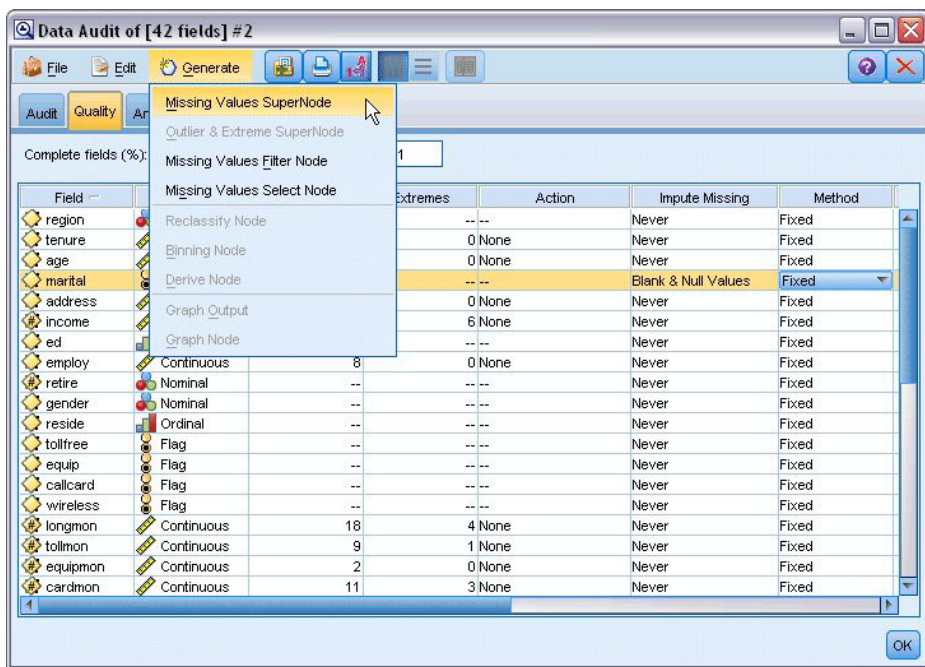 Data Audit of [42 fields] #2
File Edit Generate
Audit Quality An
Missing Values SuperNode
Outlier & Extreme SuperNode
Missing Values Filter Node
Missing Values Select Node
Reclassify Node
Binning Node
Derive Node
Graph Output
Graph Node
Complete fields (%): 1
Field Extremes Action Impute Missing Method
region -- -- Never Fixed
tenure 0 None Never Fixed
age 0 None Never Fixed
marital -- -- Blank & Null Values Fixed
address 0 None Never Fixed
income 6 None Never Fixed
ed -- -- Never Fixed
employ Continuous 8 0 None Never Fixed
retire Nominal -- -- -- Never Fixed
gender Nominal -- -- -- Never Fixed
reside Ordinal -- -- -- Never Fixed
tollfree Flag -- -- -- Never Fixed
equip Flag -- -- -- Never Fixed
callcard Flag -- -- -- Never Fixed
wireless Flag -- -- -- Never Fixed
longmon Continuous 18 4 None Never Fixed
tollmon Continuous 9 1 None Never Fixed
equipmon Continuous 2 0 None Never Fixed
cardmon Continuous 11 3 None Never Fixed
OK